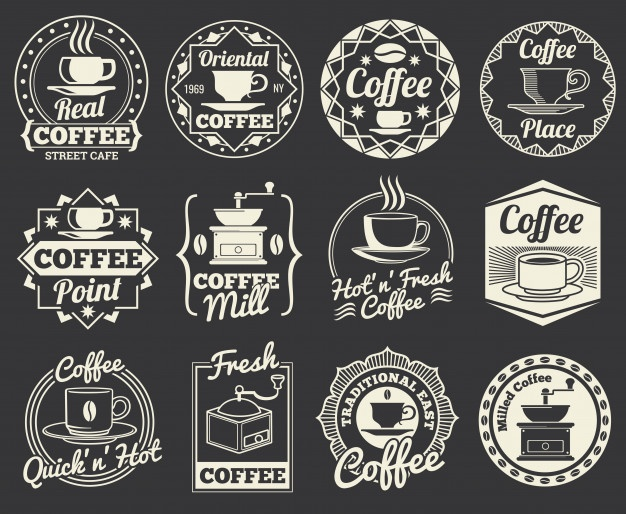 Real
COFFEE
STREET CAFE
Oriental
1969 NY
COFFEE
Coffee
Coffee
Place
COFFEE
Point
COFFEE
Mill
Hot'n'Fresh
Coffee
Coffee
Coffee
Quick'n'Hot
Fresh
COFFEE
TRADITIONAL EAST
Coffee
Milled Coffee